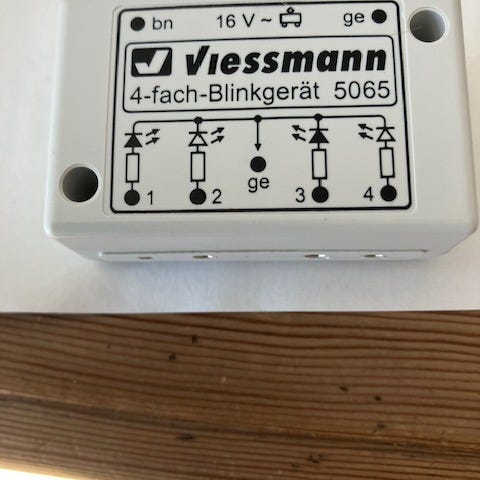 bn 16 V ~ ge
Viessmann
4-fach-Blinkgerät 5065
1 2 ge 3 4